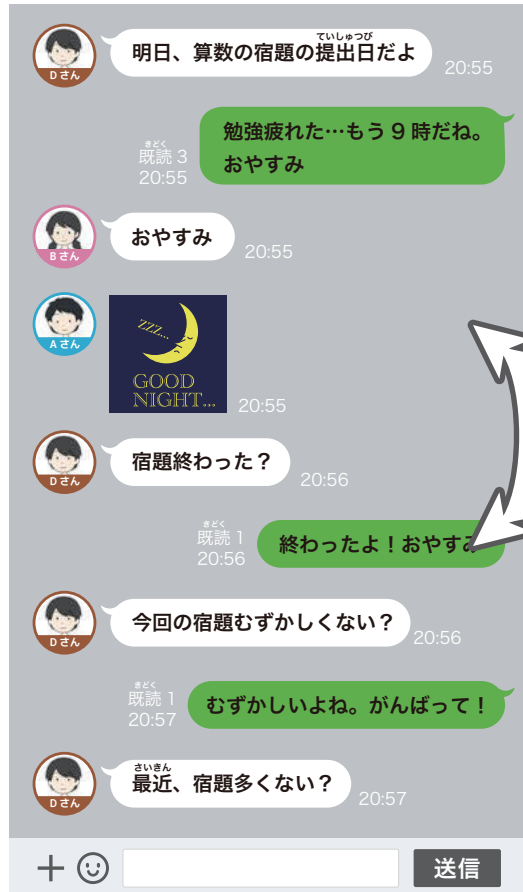 ていしゅつび
明日、算数の宿題の提出日だよ
Dさん
20:55
勉強疲れた…もう9時だね。
おやすみ
きどく
既読 3
20:55
おやすみ
Bさん
20:55
ZZZ...
GOOD
NIGHT...
Aさん
20:55
宿題終わった？
Dさん
20:56
終わったよ！おやすみ
きどく
既読 1
20:56
今回の宿題むずかしくない？
Dさん
20:56
むずかしいよね。がんばって！
きどく
既読 1
20:57
さいきん
最近、宿題多くない？
Dさん
20:57
送信